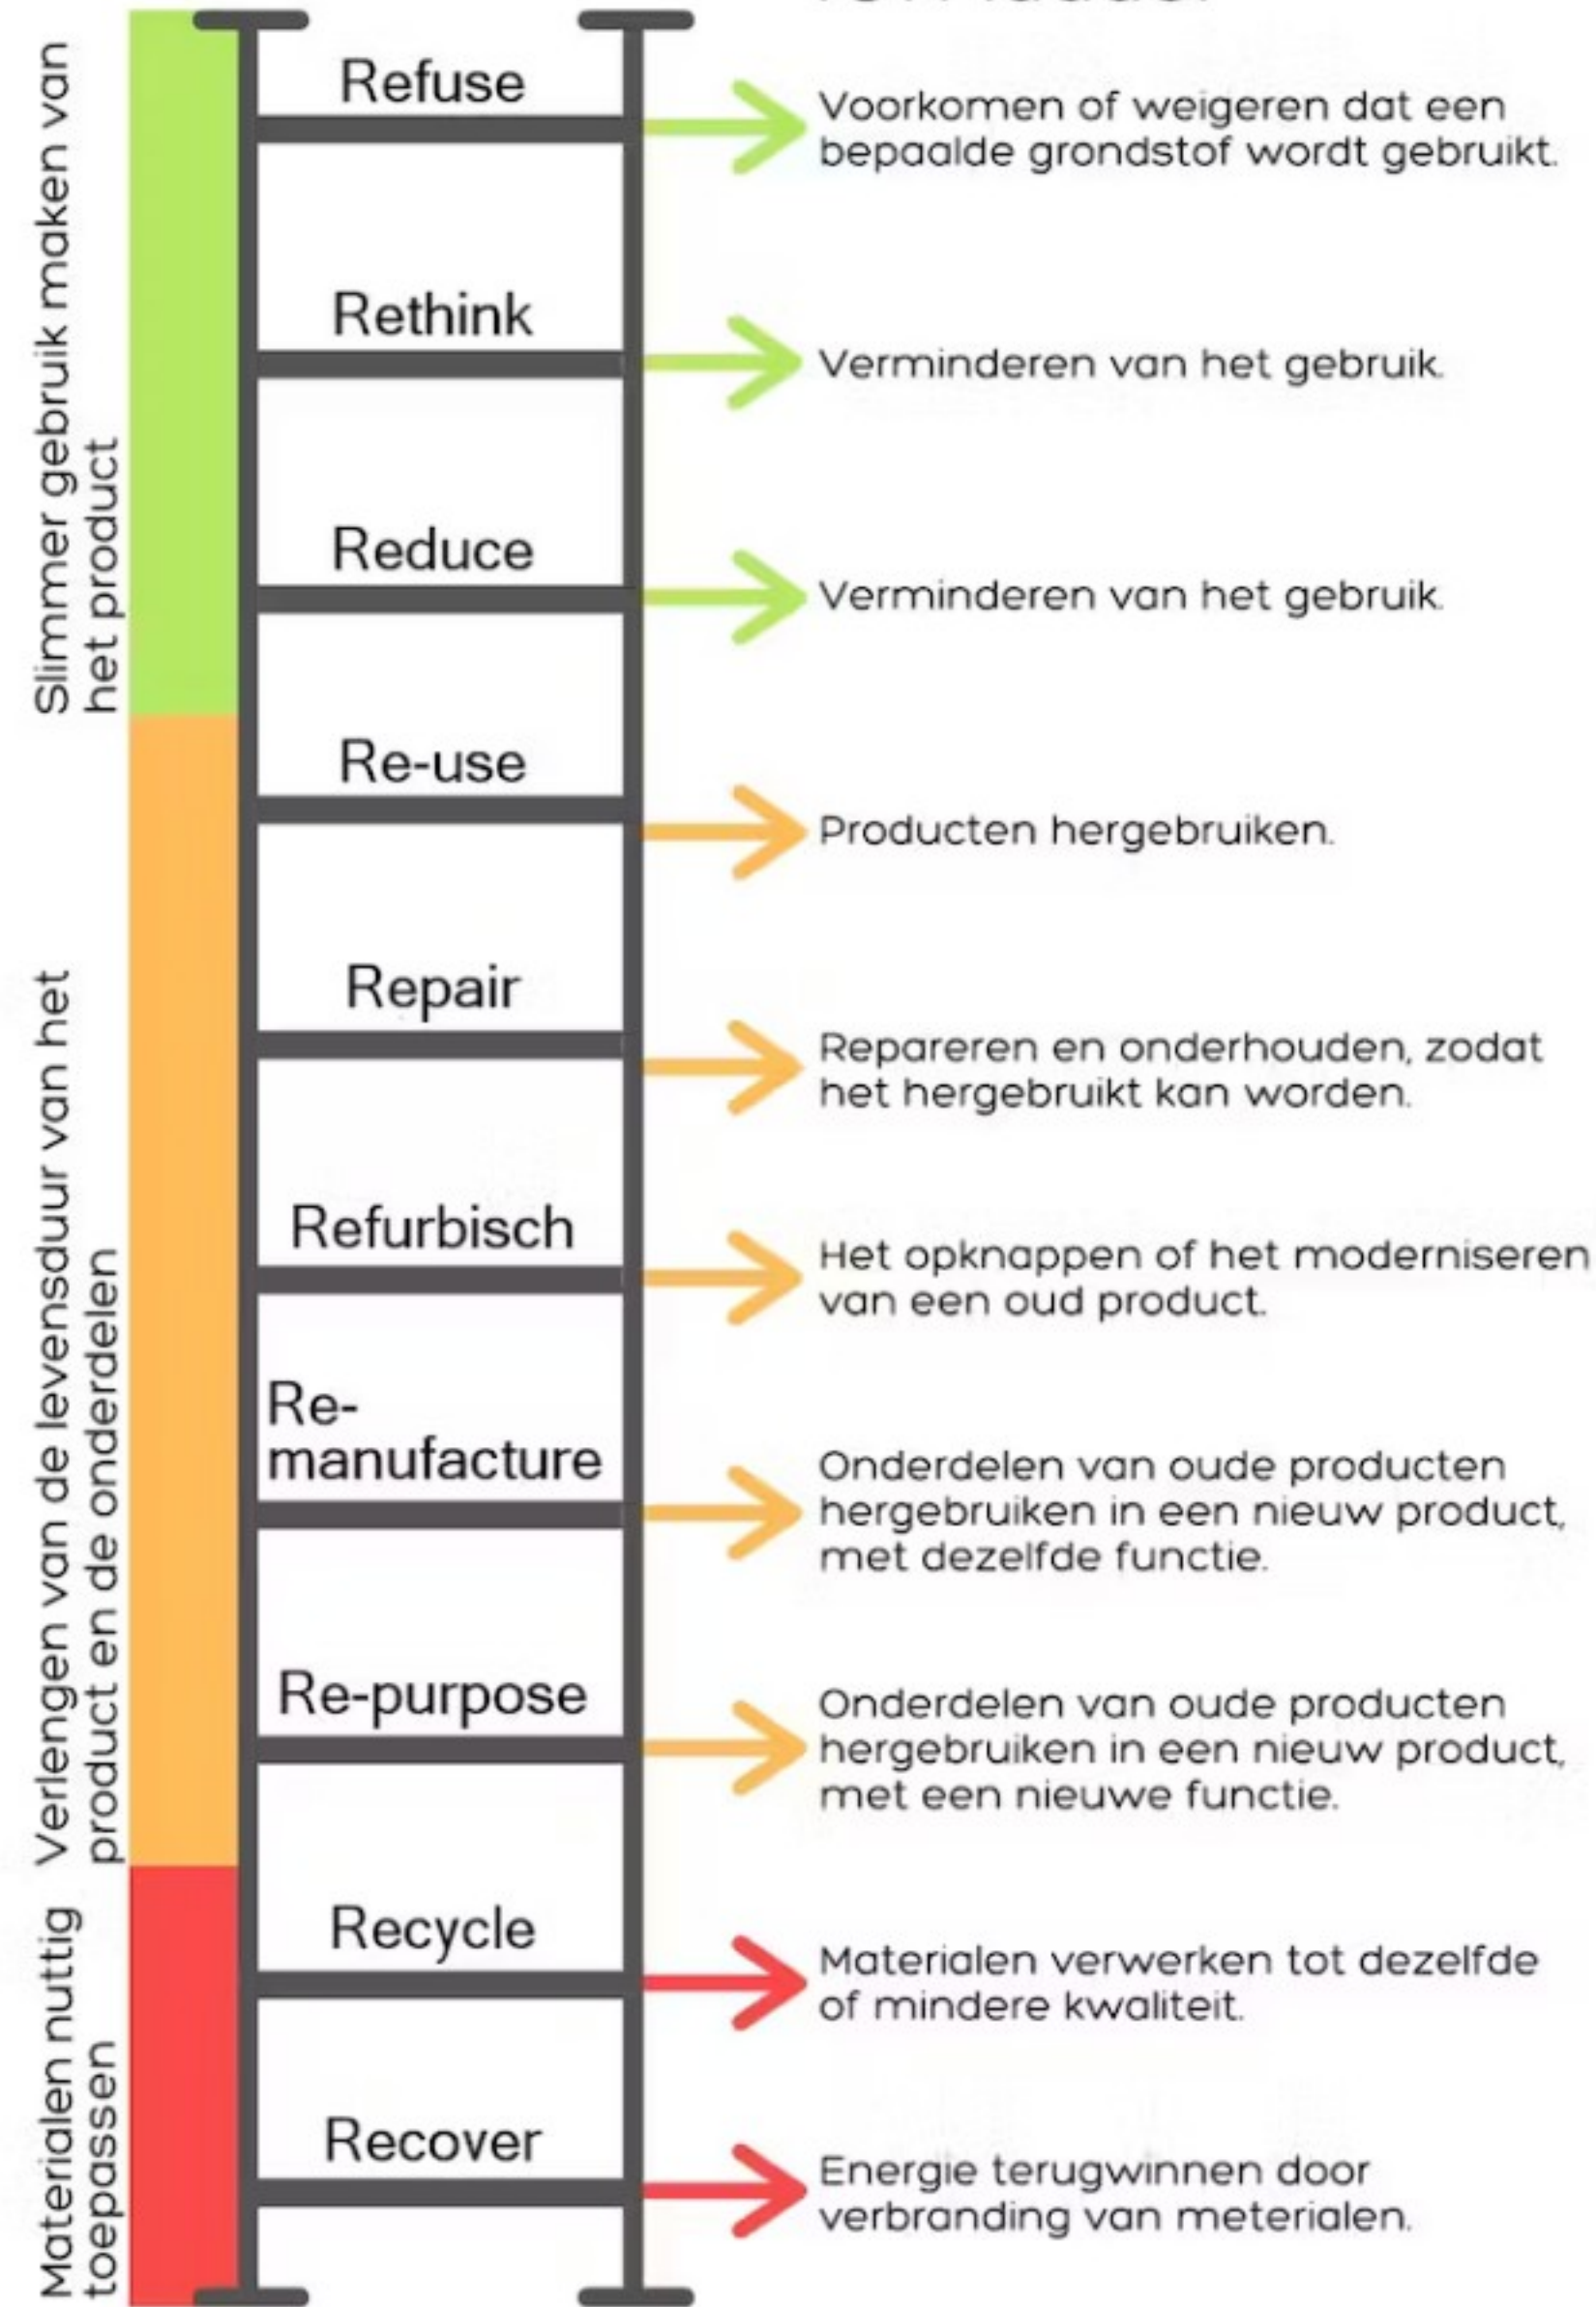 Slimmer gebruik maken van
het product
Refuse
Voorkomen of weigeren dat een
bepaalde grondstof wordt gebruikt.
Rethink
Verminderen van het gebruik.
Reduce
Verminderen van het gebruik.
Verlengen van de levensduur van het
product en de onderdelen
Re-use
Producten hergebruiken.
Repair
Repareren en onderhouden, zodat
het hergebruikt kan worden.
Refurbisch
Het opknappen of het moderniseren
van een oud product.
Re-
manufacture
Onderdelen van oude producten
hergebruiken in een nieuw product,
met dezelfde functie.
Re-purpose
Onderdelen van oude producten
hergebruiken in een nieuw product,
met een nieuwe functie.
Materialen nuttig
toepassen
Recycle
Materialen verwerken tot dezelfde
of mindere kwaliteit.
Recover
Energie terugwinnen door
verbranding van meterialen.